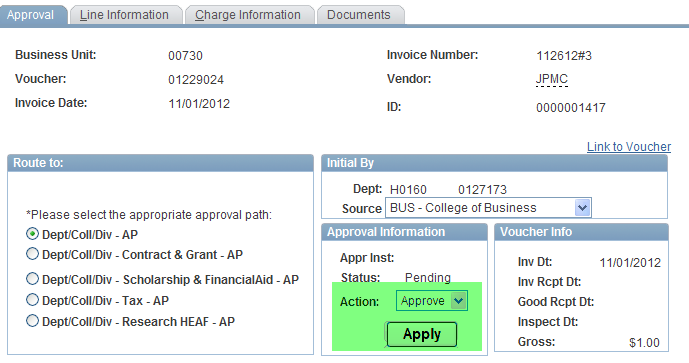 Approval Line Information Charge Information Documents
Business Unit: 00730 Invoice Number: 112612#3
Voucher: 01229024 Vendor: JPMC
Invoice Date: 11/01/2012 ID: 0000001417
Link to Voucher
Route to:
*Please select the appropriate approval path:
Dept/Coll/Div - AP
Dept/Coll/Div - Contract & Grant - AP
Dept/Coll/Div - Scholarship & FinancialAid - AP
Dept/Coll/Div - Tax - AP
Dept/Coll/Div - Research HEAF - AP
Initial By
Dept: H0160 0127173
Source BUS - College of Business
Approval Information
Appr Inst:
Status: Pending
Action: Approve
Apply
Voucher Info
Inv Dt: 11/01/2012
Inv Rcpt Dt:
Good Rcpt Dt:
Inspect Dt:
Gross: $1.00